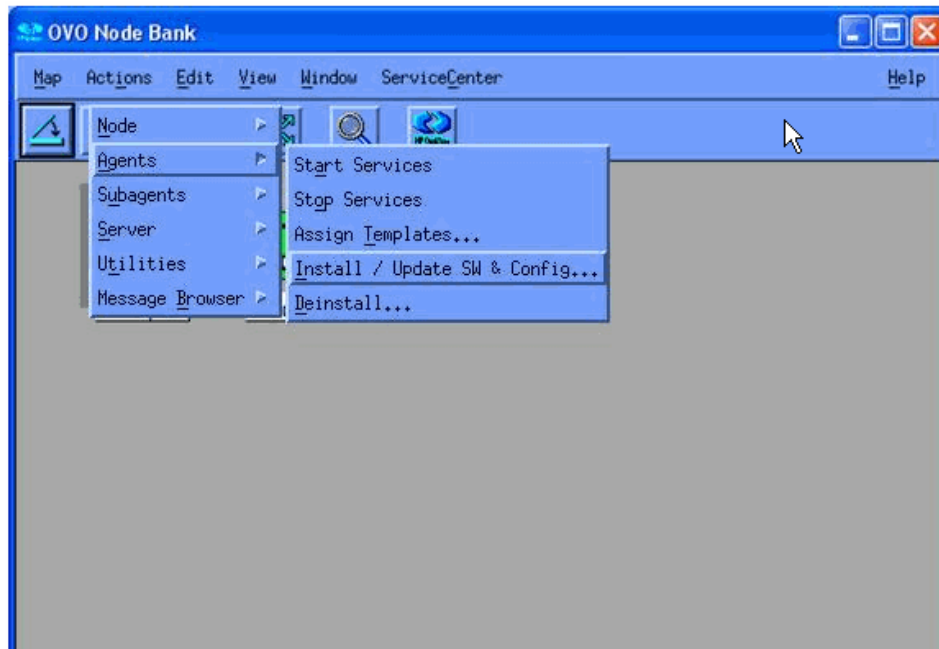 OVO Node Bank
Map Actions Edit View Window ServiceCenter Help
Node
Agents
Subagents
Server
Utilities
Message Browser
Start Services
Stop Services
Assign Templates...
Install / Update SW & Config...
Deinstall...